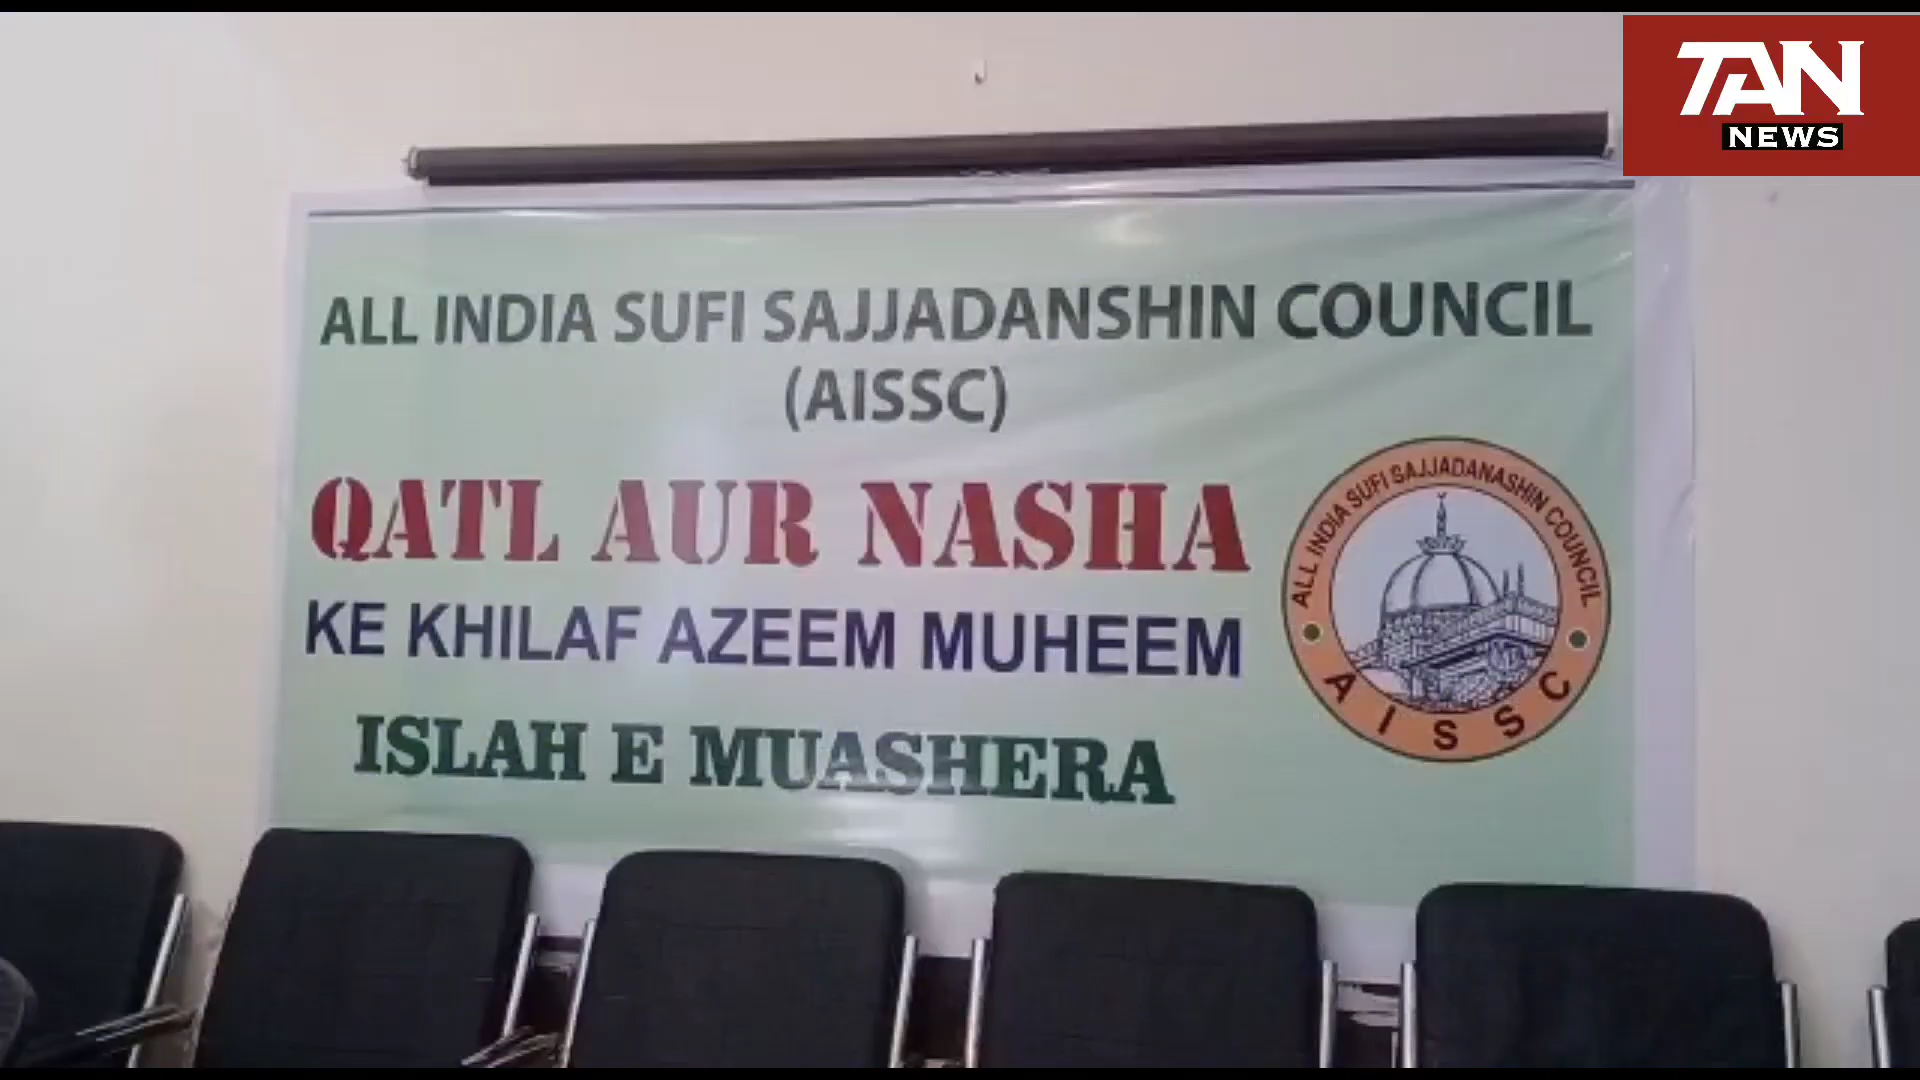 TAN
NEWS
ALL INDIA SUFI SAJJADANSHIN COUNCIL
(AISSC)
QATL AUR NASHA
KE KHILAF AZEEM MUHEEM
ISLAH E MUASHERA
ALL INDIA SUFI SAJJADANASHIN COUNCIL
AISSC